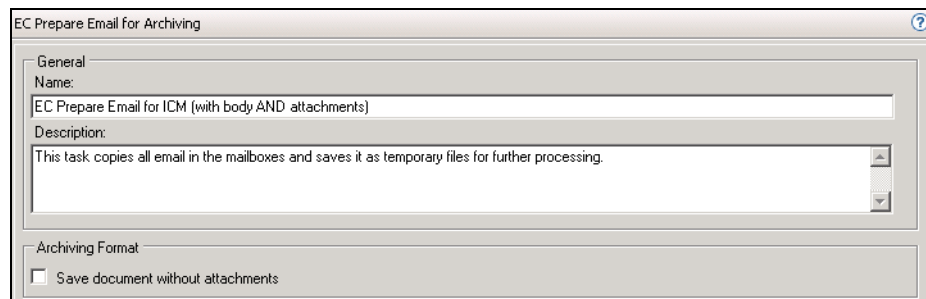 EC Prepare Email for Archiving
?
General
Name:
EC Prepare Email for ICM (with body AND attachments)
Description:
This task copies all email in the mailboxes and saves it as temporary files for further processing.
Archiving Format
Save document without attachments